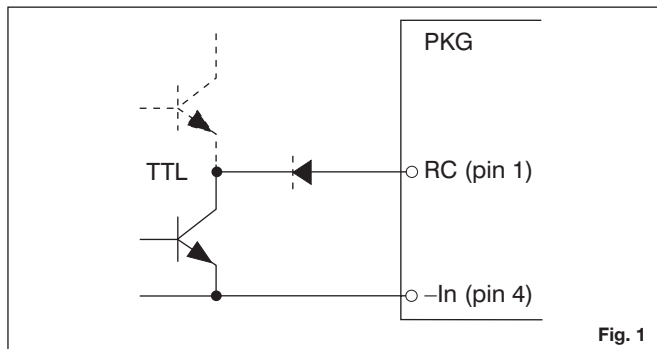 PKG
TTL
RC (pin 1)
–In (pin 4)
Fig. 1